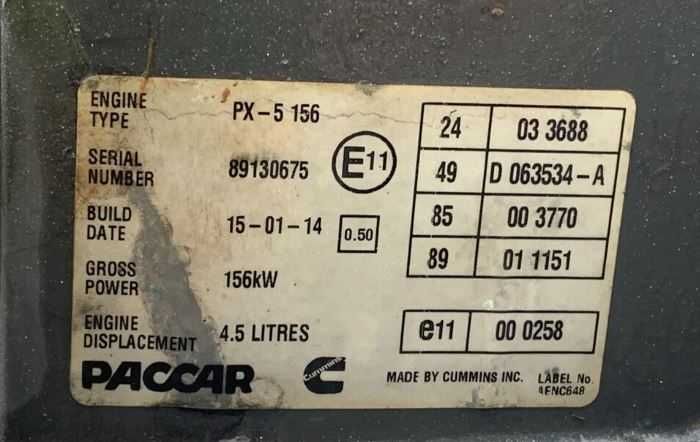 ENGINE TYPE PX-5 156
SERIAL NUMBER 89130675
BUILD DATE 15-01-14
GROSS POWER 156kW
ENGINE DISPLACEMENT 4.5 LITRES
E11
0.50
24 03 3688
49 D 063534-A
85 00 3770
89 01 1151
e11 00 0258
PACCAR
Cummins
MADE BY CUMMINS INC.
LABEL No.
4FNC648